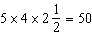 5 × 4 × 2 1/2 = 50